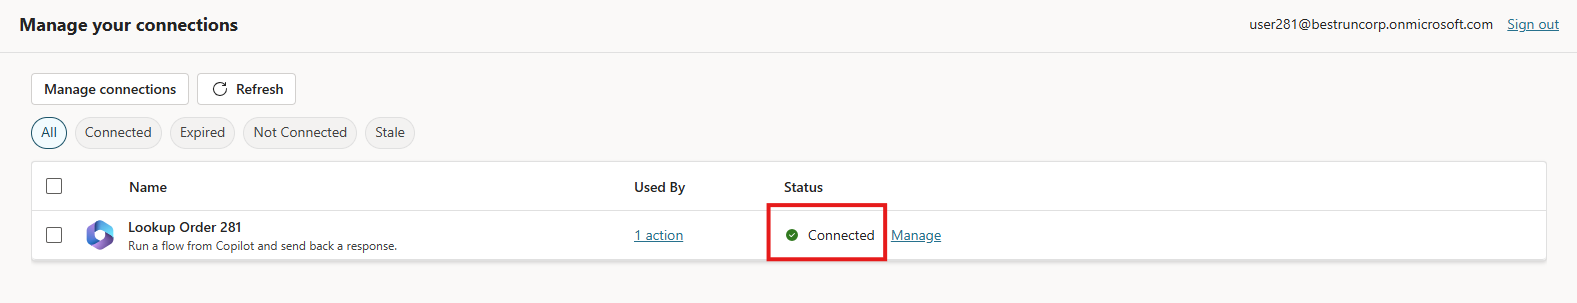 Manage your connections
user281@bestruncorp.onmicrosoft.com Sign out
Manage connections Refresh
All Connected Expired Not Connected Stale
Name Used By Status
Lookup Order 281
Run a flow from Copilot and send back a response.
1 action Connected Manage